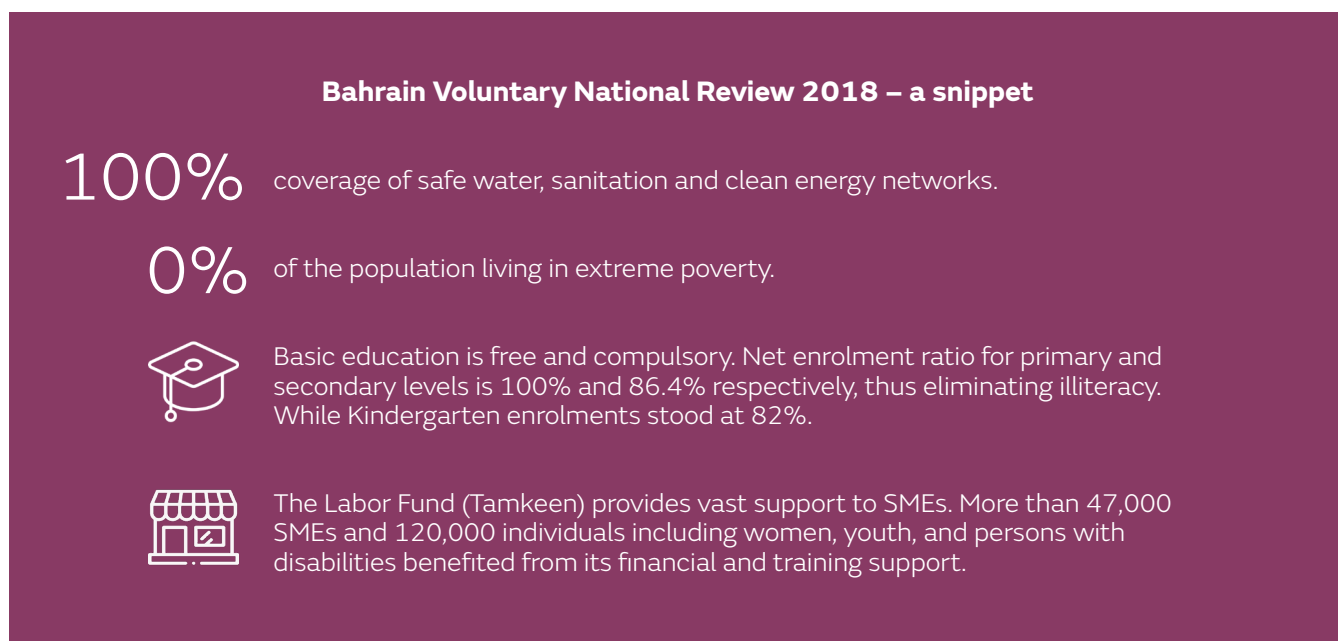 Bahrain Voluntary National Review 2018 – a snippet
100% coverage of safe water, sanitation and clean energy networks.
0% of the population living in extreme poverty.
Basic education is free and compulsory. Net enrolment ratio for primary and
secondary levels is 100% and 86.4% respectively, thus eliminating illiteracy.
While Kindergarten enrolments stood at 82%.
The Labor Fund (Tamkeen) provides vast support to SMEs. More than 47,000
SMEs and 120,000 individuals including women, youth, and persons with
disabilities benefited from its financial and training support.